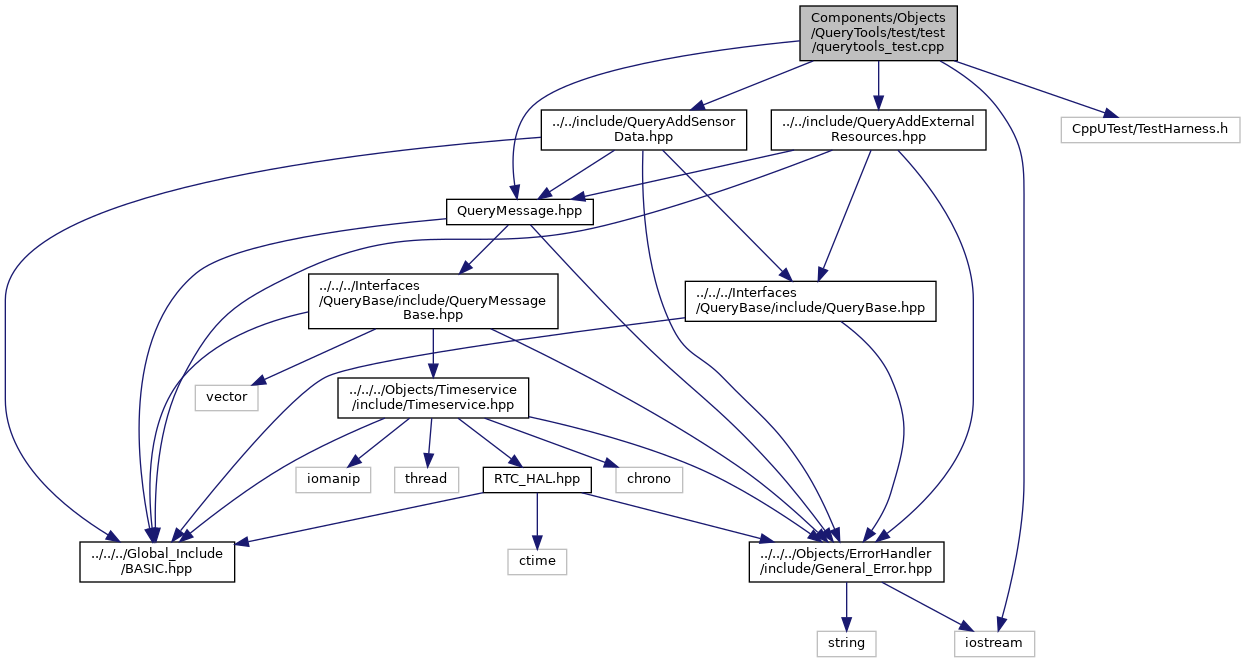 Components/Objects
/QueryTools/test/test
/querytools_test.cpp
../../include/QueryAddSensor
Data.hpp
../../include/QueryAddExternal
Resources.hpp
CppUTest/TestHarness.h
QueryMessage.hpp
../../../Interfaces
/QueryBase/include/QueryMessage
Base.hpp
../../../Interfaces
/QueryBase/include/QueryBase.hpp
vector
../../../Objects/Timeservice
/include/Timeservice.hpp
iomanip
thread
RTC_HAL.hpp
chrono
../../../Global_Include
/BASIC.hpp
ctime
../../../Objects/ErrorHandler
/include/General_Error.hpp
string
iostream